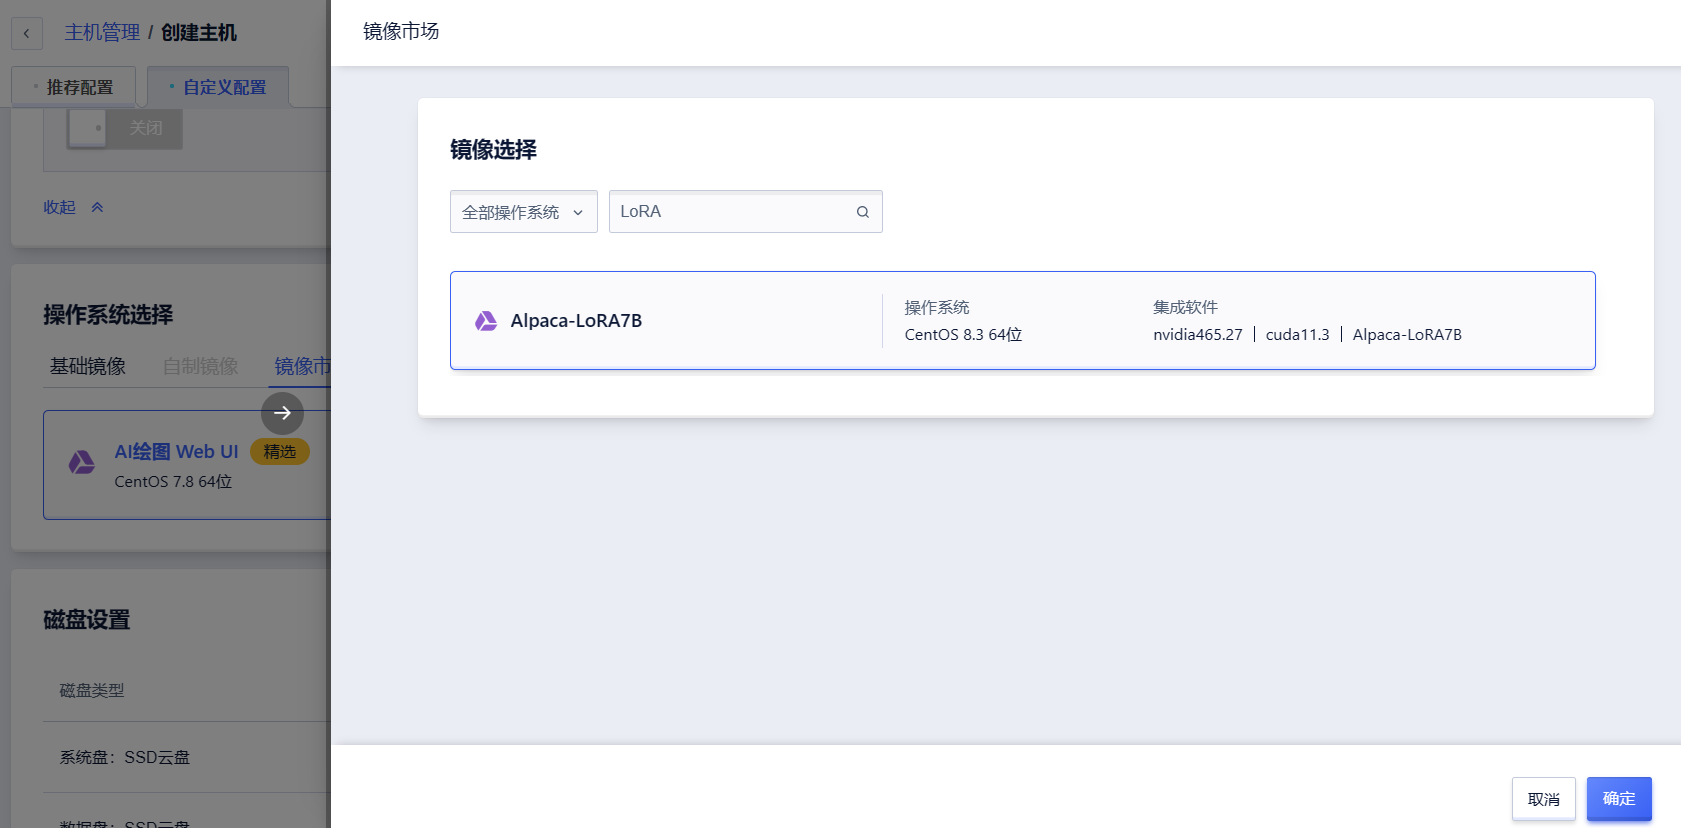 主机管理 / 创建主机
推荐配置
自定义配置
关闭
收起
操作系统选择
基础镜像
自制镜像
镜像市
AI绘图 Web UI
精选
CentOS 7.8 64位
磁盘设置
磁盘类型
系统盘：SSD云盘
数据盘：SSD云盘
镜像市场
镜像选择
全部操作系统
LoRA
Alpaca-LoRA7B
操作系统
CentOS 8.3 64位
集成软件
nvidia465.27 | cuda11.3 | Alpaca-LoRA7B
取消
确定